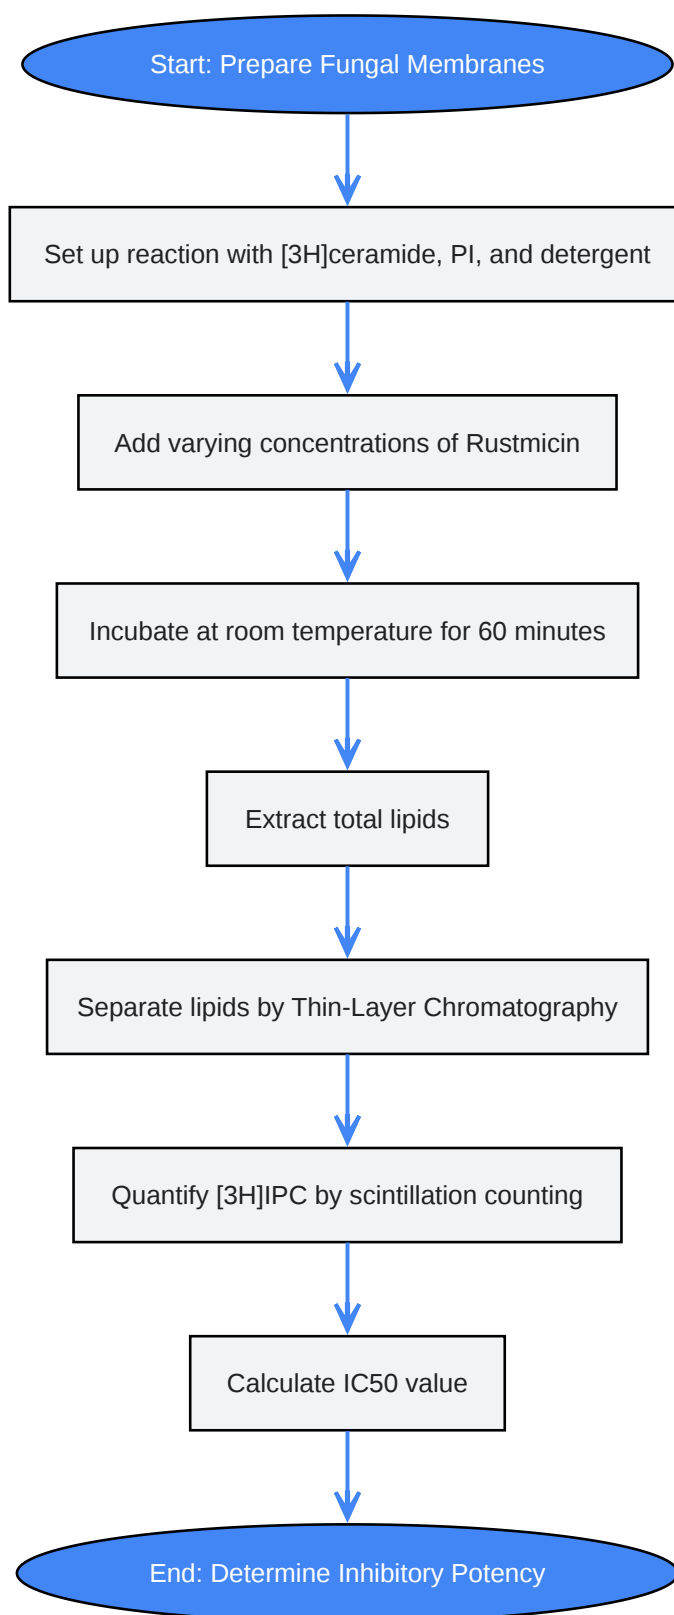 Start: Prepare Fungal Membranes
Set up reaction with [3H]ceramide, PI, and detergent
Add varying concentrations of Rustmicin
Incubate at room temperature for 60 minutes
Extract total lipids
Separate lipids by Thin-Layer Chromatography
Quantify [3H]IPC by scintillation counting
Calculate IC50 value
End: Determine Inhibitory Potency